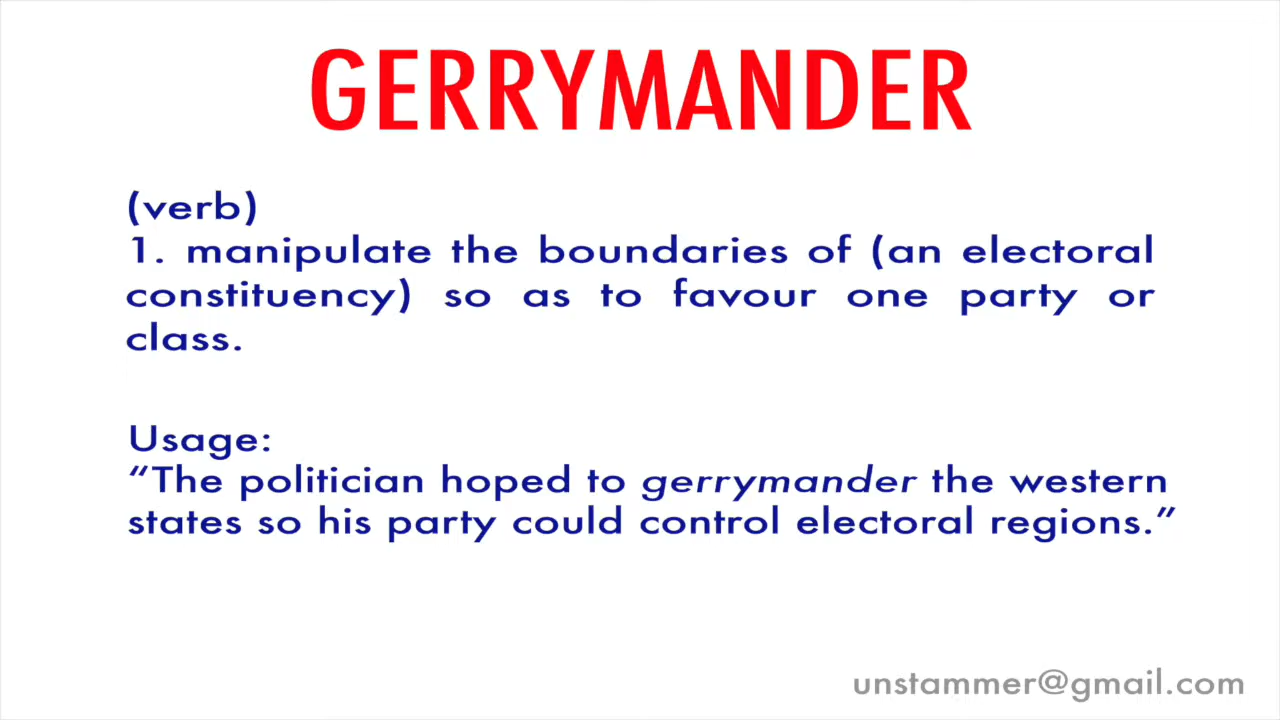 GERRYMANDER
(verb)
1. manipulate the boundaries of (an electoral
constituency) so as to favour one party or
class.
Usage:
“The politician hoped to gerrymander the western
states so his party could control electoral regions.”
unstammer@gmail.com